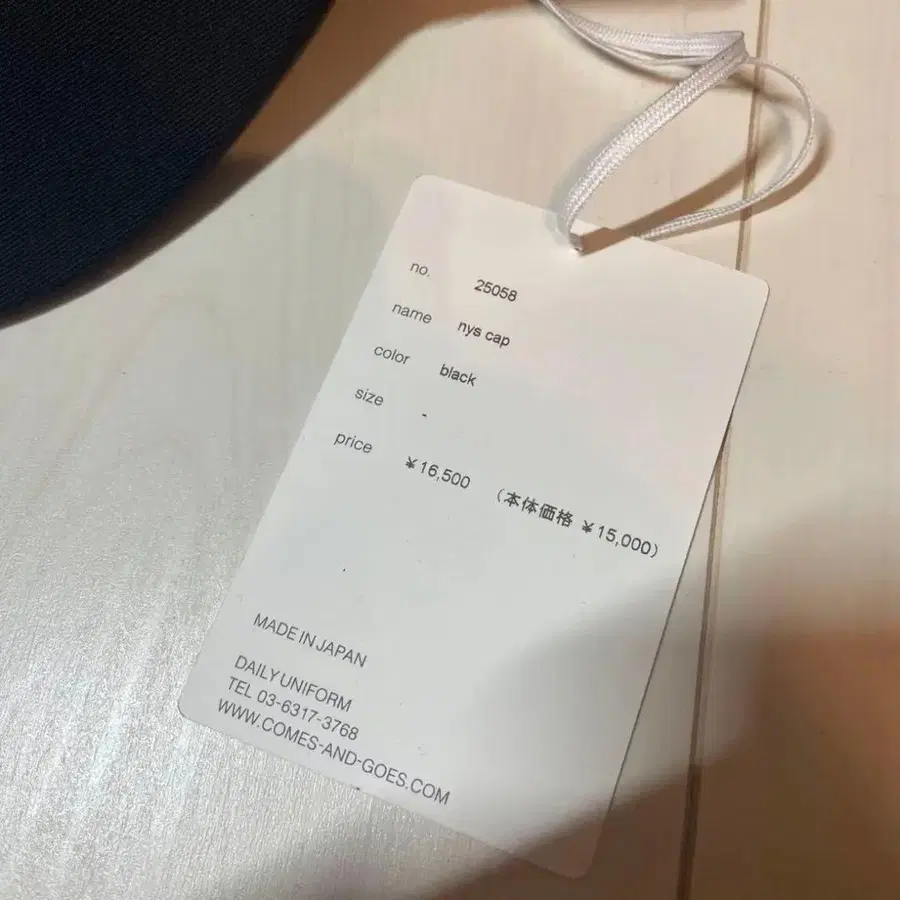 no. 25058
name nys cap
color black
size -
price ¥16,500 (本体価格 ¥15,000)
MADE IN JAPAN
DAILY UNIFORM
TEL 03-6317-3768
WWW.COMES-AND-GOES.COM